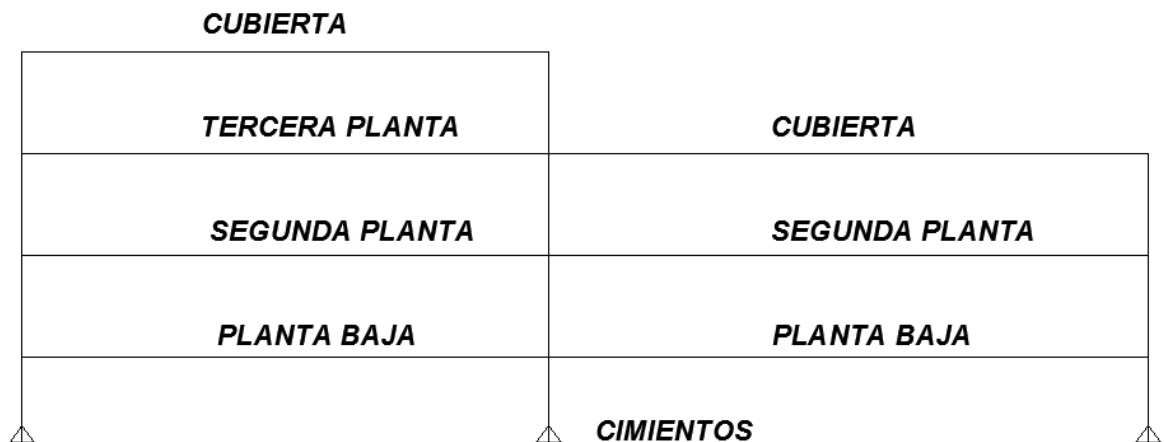 CUBIERTA
TERCERA PLANTA
CUBIERTA
SEGUNDA PLANTA
SEGUNDA PLANTA
PLANTA BAJA
PLANTA BAJA
CIMIENTOS